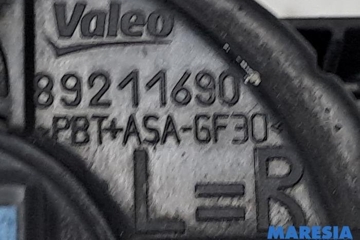 Valeo
89211690
>PBT+ASA-GF30<
L=R
MARESIA